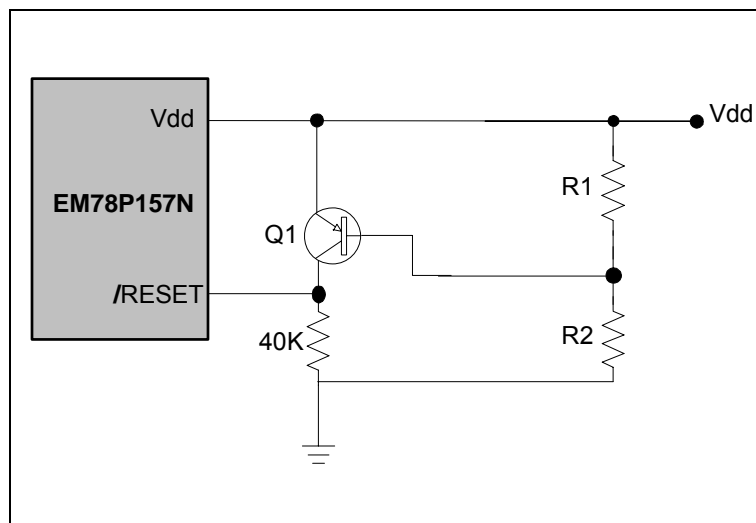 Vdd
Vdd
R1
EM78P157N
Q1
/RESET
40K
R2